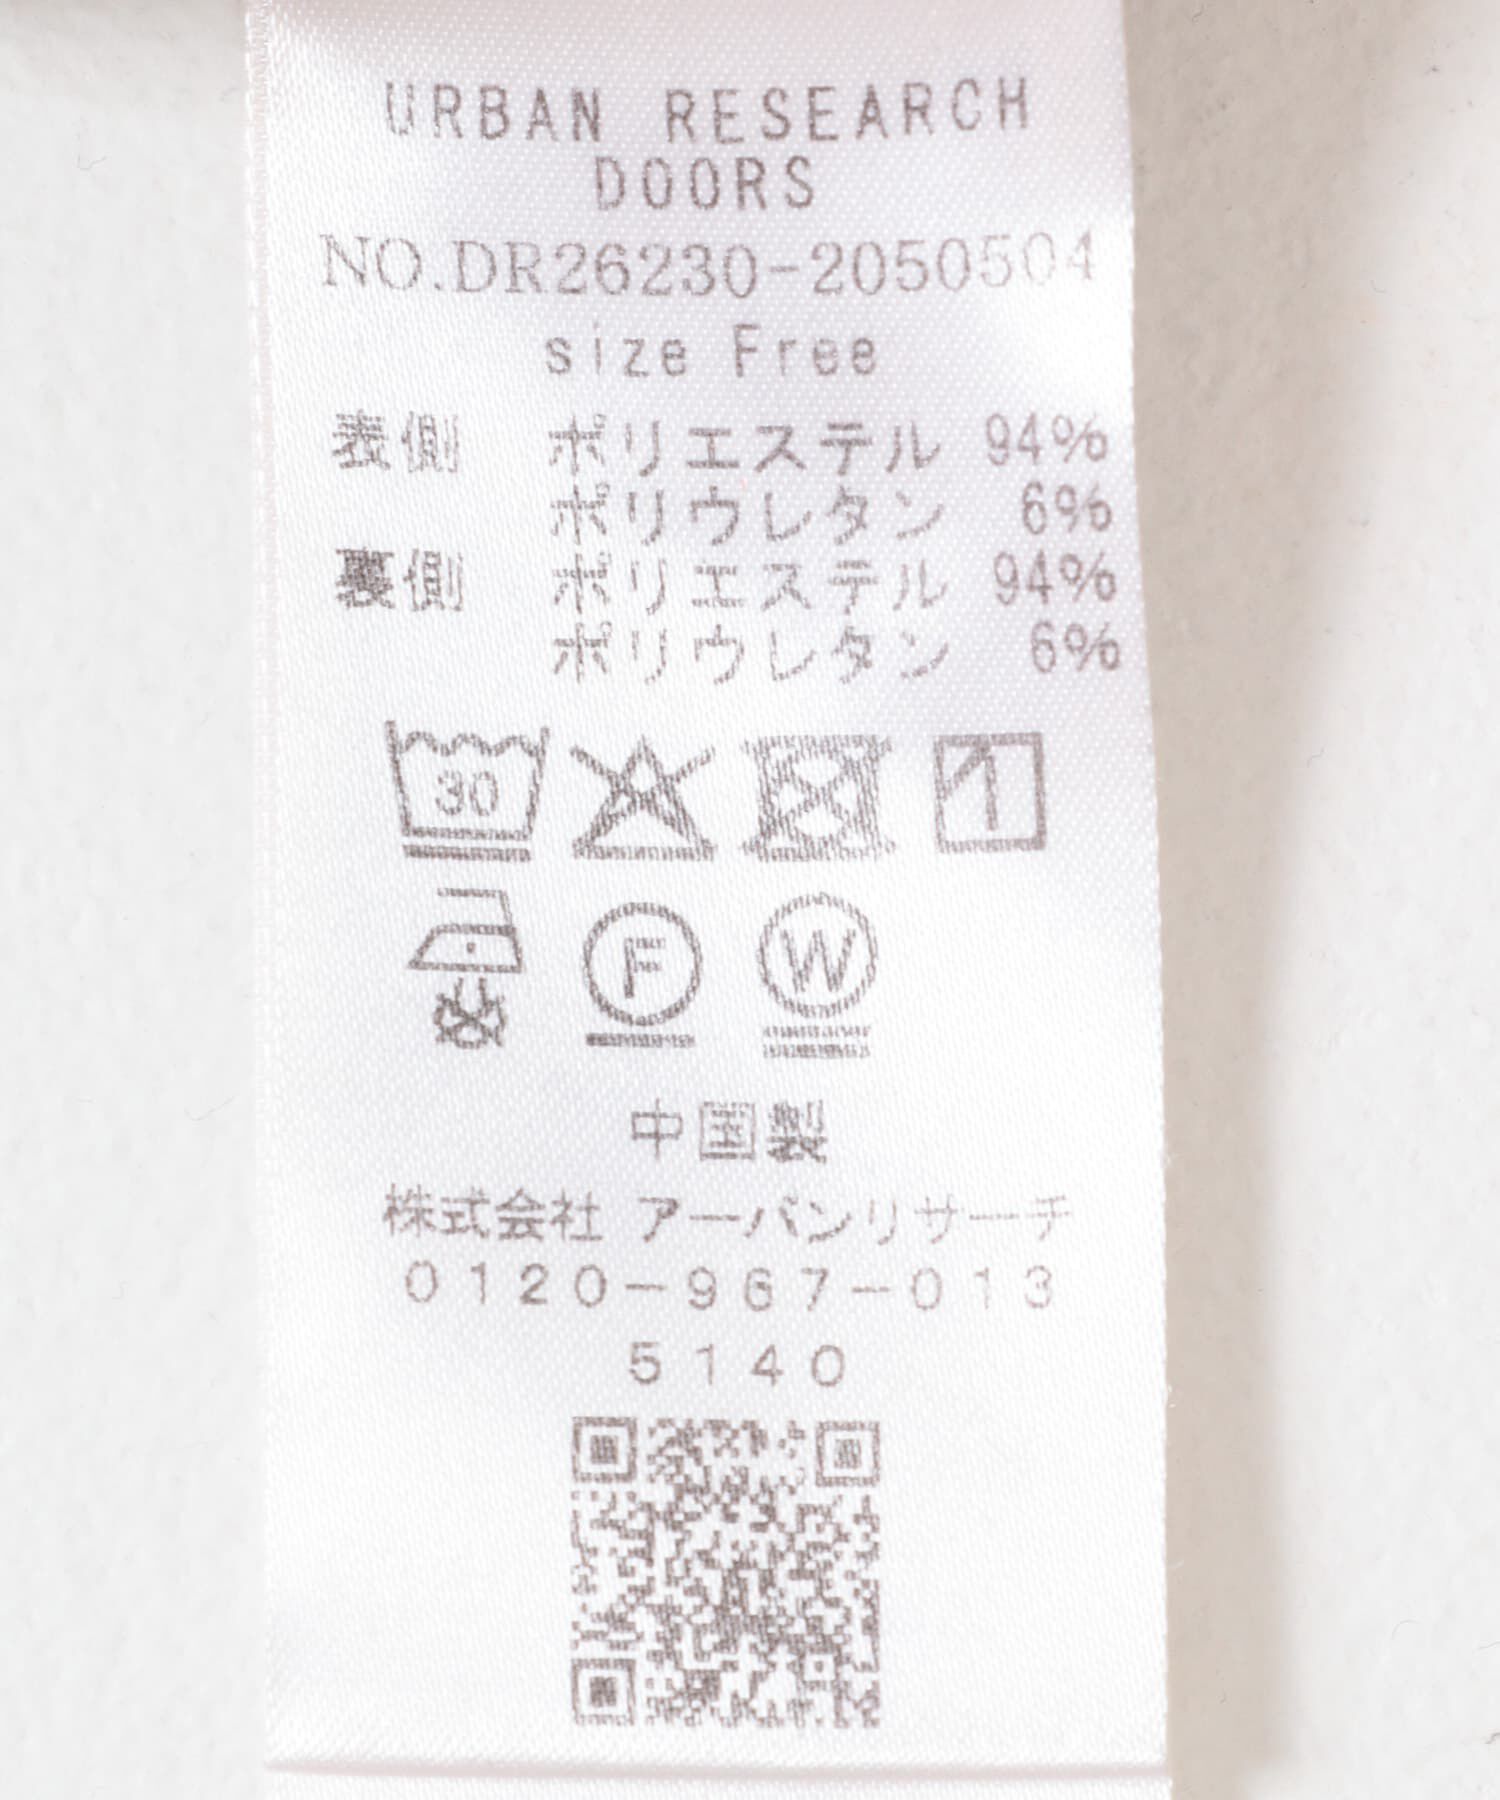 URBAN RESEARCH
DOORS
NO.DR26230-2050504
size Free
表側 ポリエステル 94%
ポリウレタン 6%
裏側 ポリエステル 94%
ポリウレタン 6%
30
F
W
中国製
株式会社 アーバンリサーチ
0120-967-013
5140